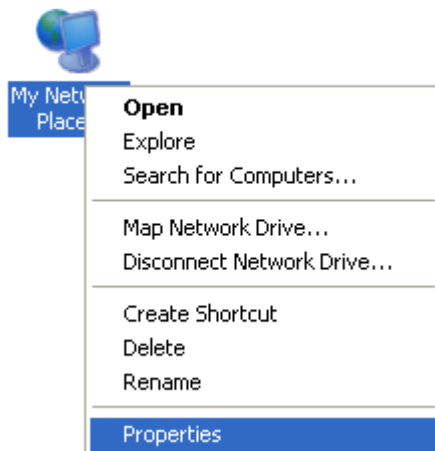 My Netw
Place
Open
Explore
Search for Computers...
Map Network Drive...
Disconnect Network Drive...
Create Shortcut
Delete
Rename
Properties